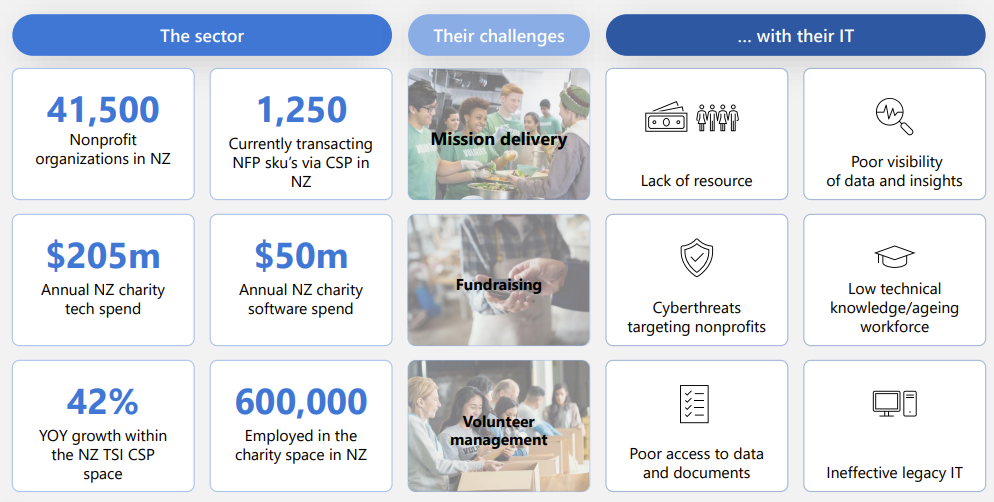 The sector
Their challenges
... with their IT
41,500
Nonprofit
organizations in NZ
1,250
Currently transacting
NFP sku's via CSP in
NZ
Mission delivery
Lack of resource
Poor visibility
of data and insights
$205m
Annual NZ charity
tech spend
$50m
Annual NZ charity
software spend
Fundraising
Cyberthreats
targeting nonprofits
Low technical
knowledge/ageing
workforce
42%
YOY growth within
the NZ TSI CSP
space
600,000
Employed in the
charity space in NZ
Volunteer
management
Poor access to data
and documents
Ineffective legacy IT